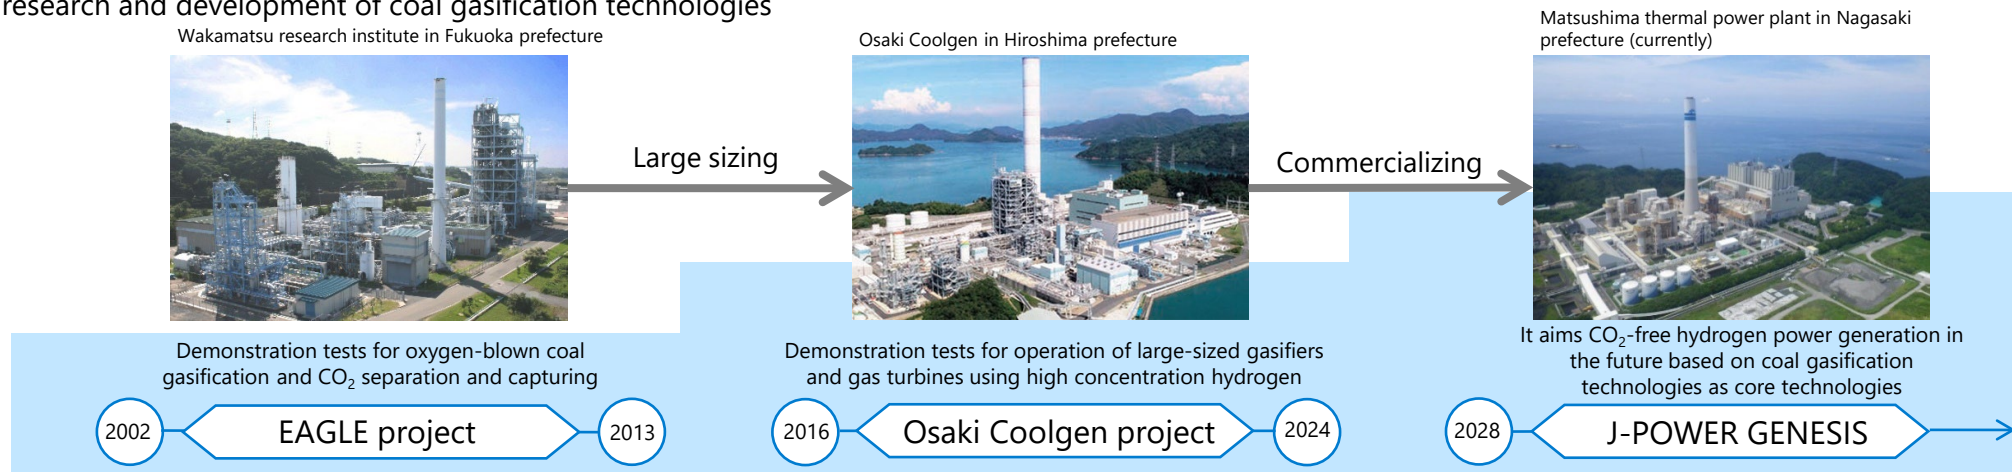 research and development of coal gasification technologies
Wakamatsu research institute in Fukuoka prefecture
Osaki Coolgen in Hiroshima prefecture
Matsushima thermal power plant in Nagasaki
prefecture (currently)
Large sizing
Commercializing
Demonstration tests for oxygen-blown coal
gasification and CO₂ separation and capturing
Demonstration tests for operation of large-sized gasifiers
and gas turbines using high concentration hydrogen
It aims CO₂-free hydrogen power generation in
the future based on coal gasification
technologies as core technologies
2002
EAGLE project
2013
2016
Osaki Coolgen project
2024
2028
J-POWER GENESIS